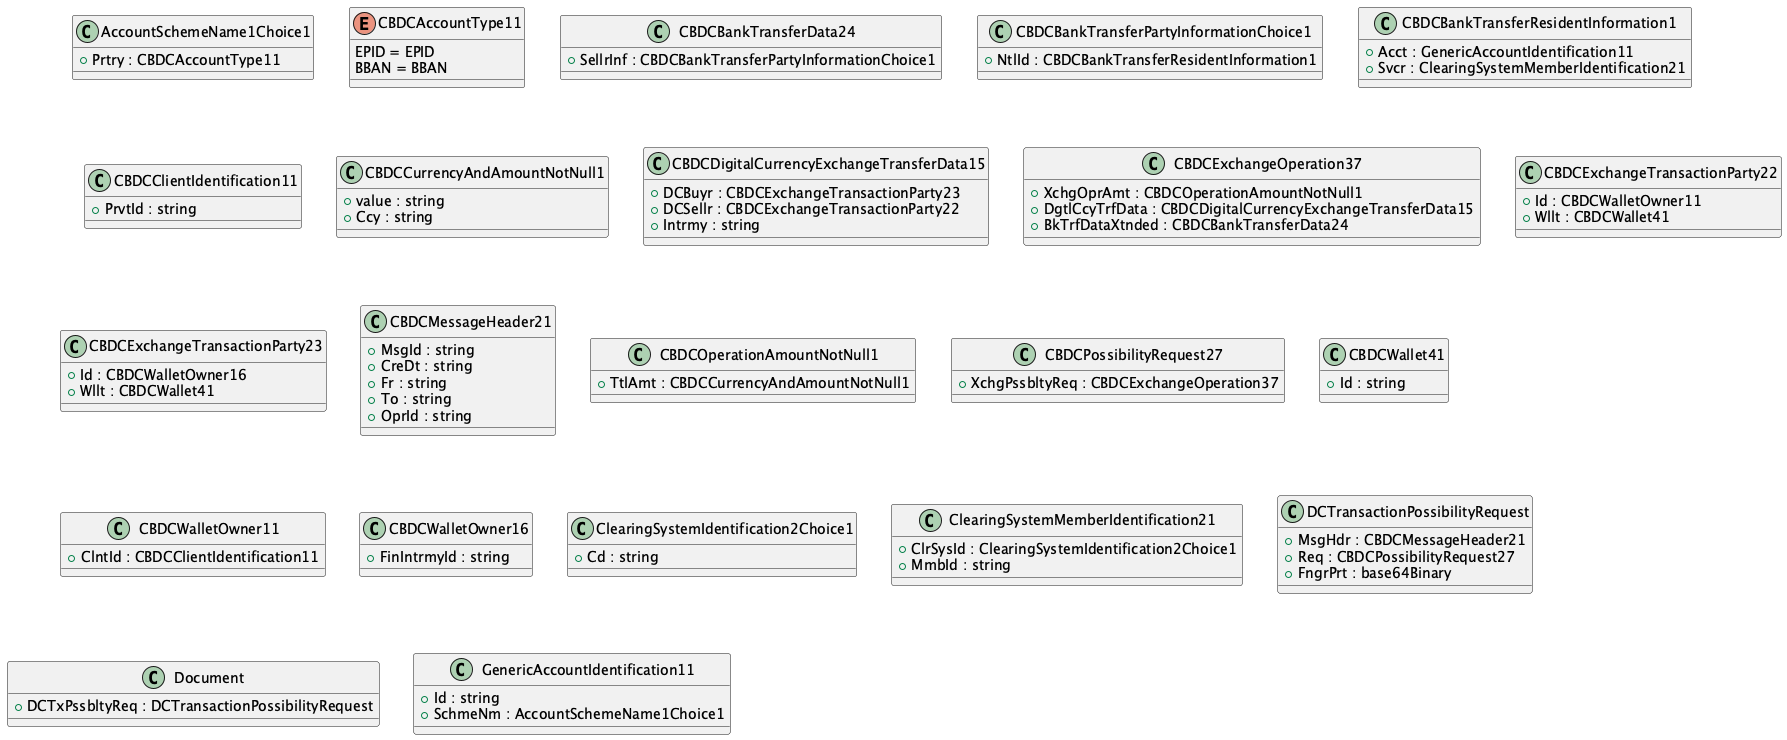 C AccountSchemeName1Choice1
Prtry : CBDCAccountType11
E CBDCAccountType11
EPID = EPID
BBAN = BBAN
C CBDCBankTransferData24
SellrInf : CBDCBankTransferPartyInformationChoice1
C CBDCBankTransferPartyInformationChoice1
NtlId : CBDCBankTransferResidentInformation1
C CBDCBankTransferResidentInformation1
Acct : GenericAccountIdentification11
Svcr : ClearingSystemMemberIdentification21
C CBDCClientIdentification11
PrvtId : string
C CBDCCurrencyAndAmountNotNull1
value : string
Ccy : string
C CBDCDigitalCurrencyExchangeTransferData15
DCBuyr : CBDCExchangeTransactionParty23
DCSellr : CBDCExchangeTransactionParty22
Intrmy : string
C CBDCExchangeOperation37
XchgOprAmt : CBDCOperationAmountNotNull1
DgtlCcyTrfData : CBDCDigitalCurrencyExchangeTransferData15
BkTrfDataXtnded : CBDCBankTransferData24
C CBDCExchangeTransactionParty22
Id : CBDCWalletOwner11
Wllt : CBDCWallet41
C CBDCExchangeTransactionParty23
Id : CBDCWalletOwner16
Wllt : CBDCWallet41
C CBDCMessageHeader21
MsgId : string
CreDt : string
Fr : string
To : string
OprId : string
C CBDCOperationAmountNotNull1
TtlAmt : CBDCCurrencyAndAmountNotNull1
C CBDCPossibilityRequest27
XchgPssbltyReq : CBDCExchangeOperation37
C CBDCWallet41
Id : string
C CBDCWalletOwner11
ClntId : CBDCClientIdentification11
C CBDCWalletOwner16
FinIntrmyId : string
C ClearingSystemIdentification2Choice1
Cd : string
C ClearingSystemMemberIdentification21
ClrSysId : ClearingSystemIdentification2Choice1
MmbId : string
C DCTransactionPossibilityRequest
MsgHdr : CBDCMessageHeader21
Req : CBDCPossibilityRequest27
FngrPrt : base64Binary
C Document
DCTxPssbltyReq : DCTransactionPossibilityRequest
C GenericAccountIdentification11
Id : string
SchmeNm : AccountSchemeName1Choice1